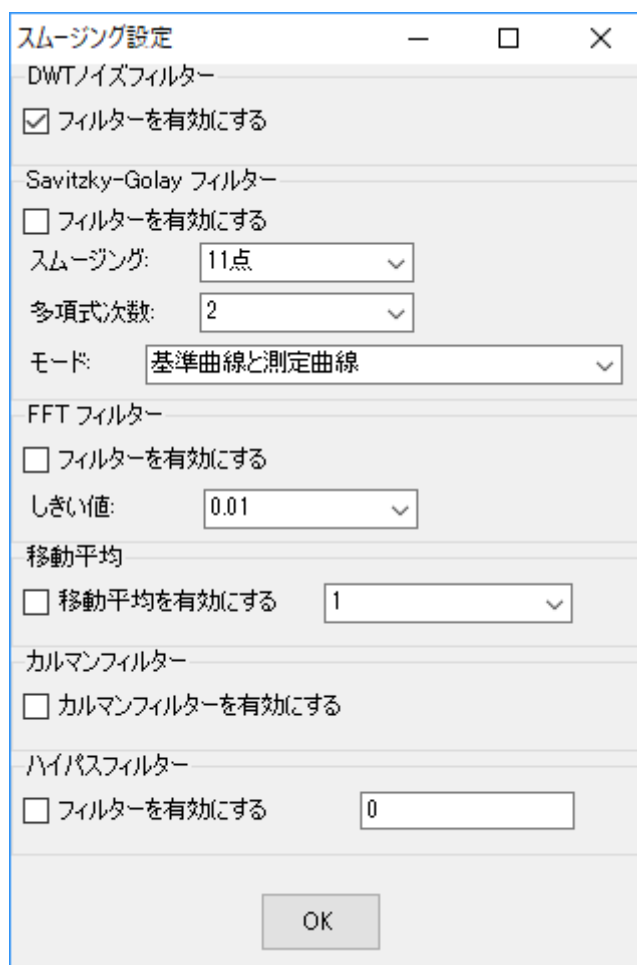 スムージング設定
DWTノイズフィルター
フィルターを有効にする
Savitzky-Golay フィルター
フィルターを有効にする
スムージング: 11点
多項式次数: 2
モード: 基準曲線と測定曲線
FFT フィルター
フィルターを有効にする
しきい値: 0.01
移動平均
移動平均を有効にする 1
カルマンフィルター
カルマンフィルターを有効にする
ハイパスフィルター
フィルターを有効にする 0
OK